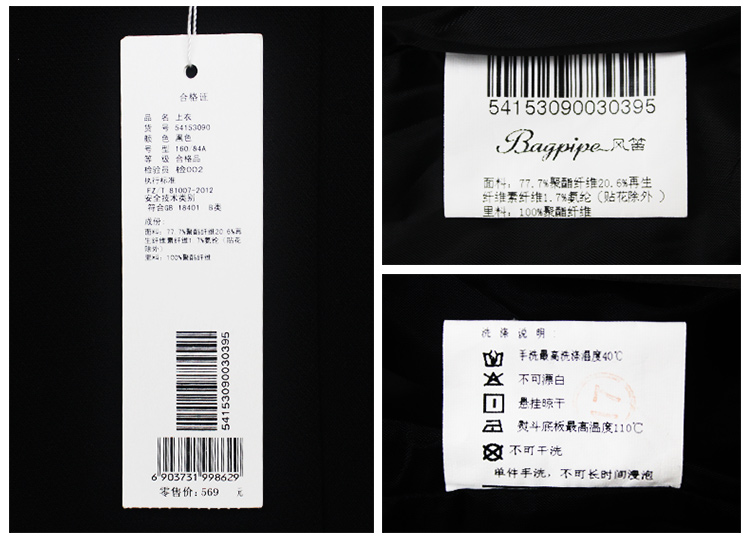 合格证
品 名 上衣
货 号 54153090
颜 色 黑色
号 型 160.84A
等 级 合格品
检验员 检002
执行标准
FZ/T 81007-2012
安全技术类别
符合GB 18401 B类
成份:
面料: 77.7%聚酯纤维20.6%再
生纤维素纤维1.7%氨纶 (贴花
除外)
里料: 100%聚酯纤维
54153090030395
6 903731 998629
零售价: 569 元
54153090030395
Bagpipe 风笛
面料: 77.7%聚酯纤维20.6%再生
纤维素纤维1.7%氨纶 (贴花除外 )
里料: 100%聚酯纤维
洗 涤 说 明:
手洗最高洗涤温度40℃
不可漂白
悬挂晾干
熨斗底板最高温度110℃
不可干洗
单件手洗, 不可长时间浸泡
17